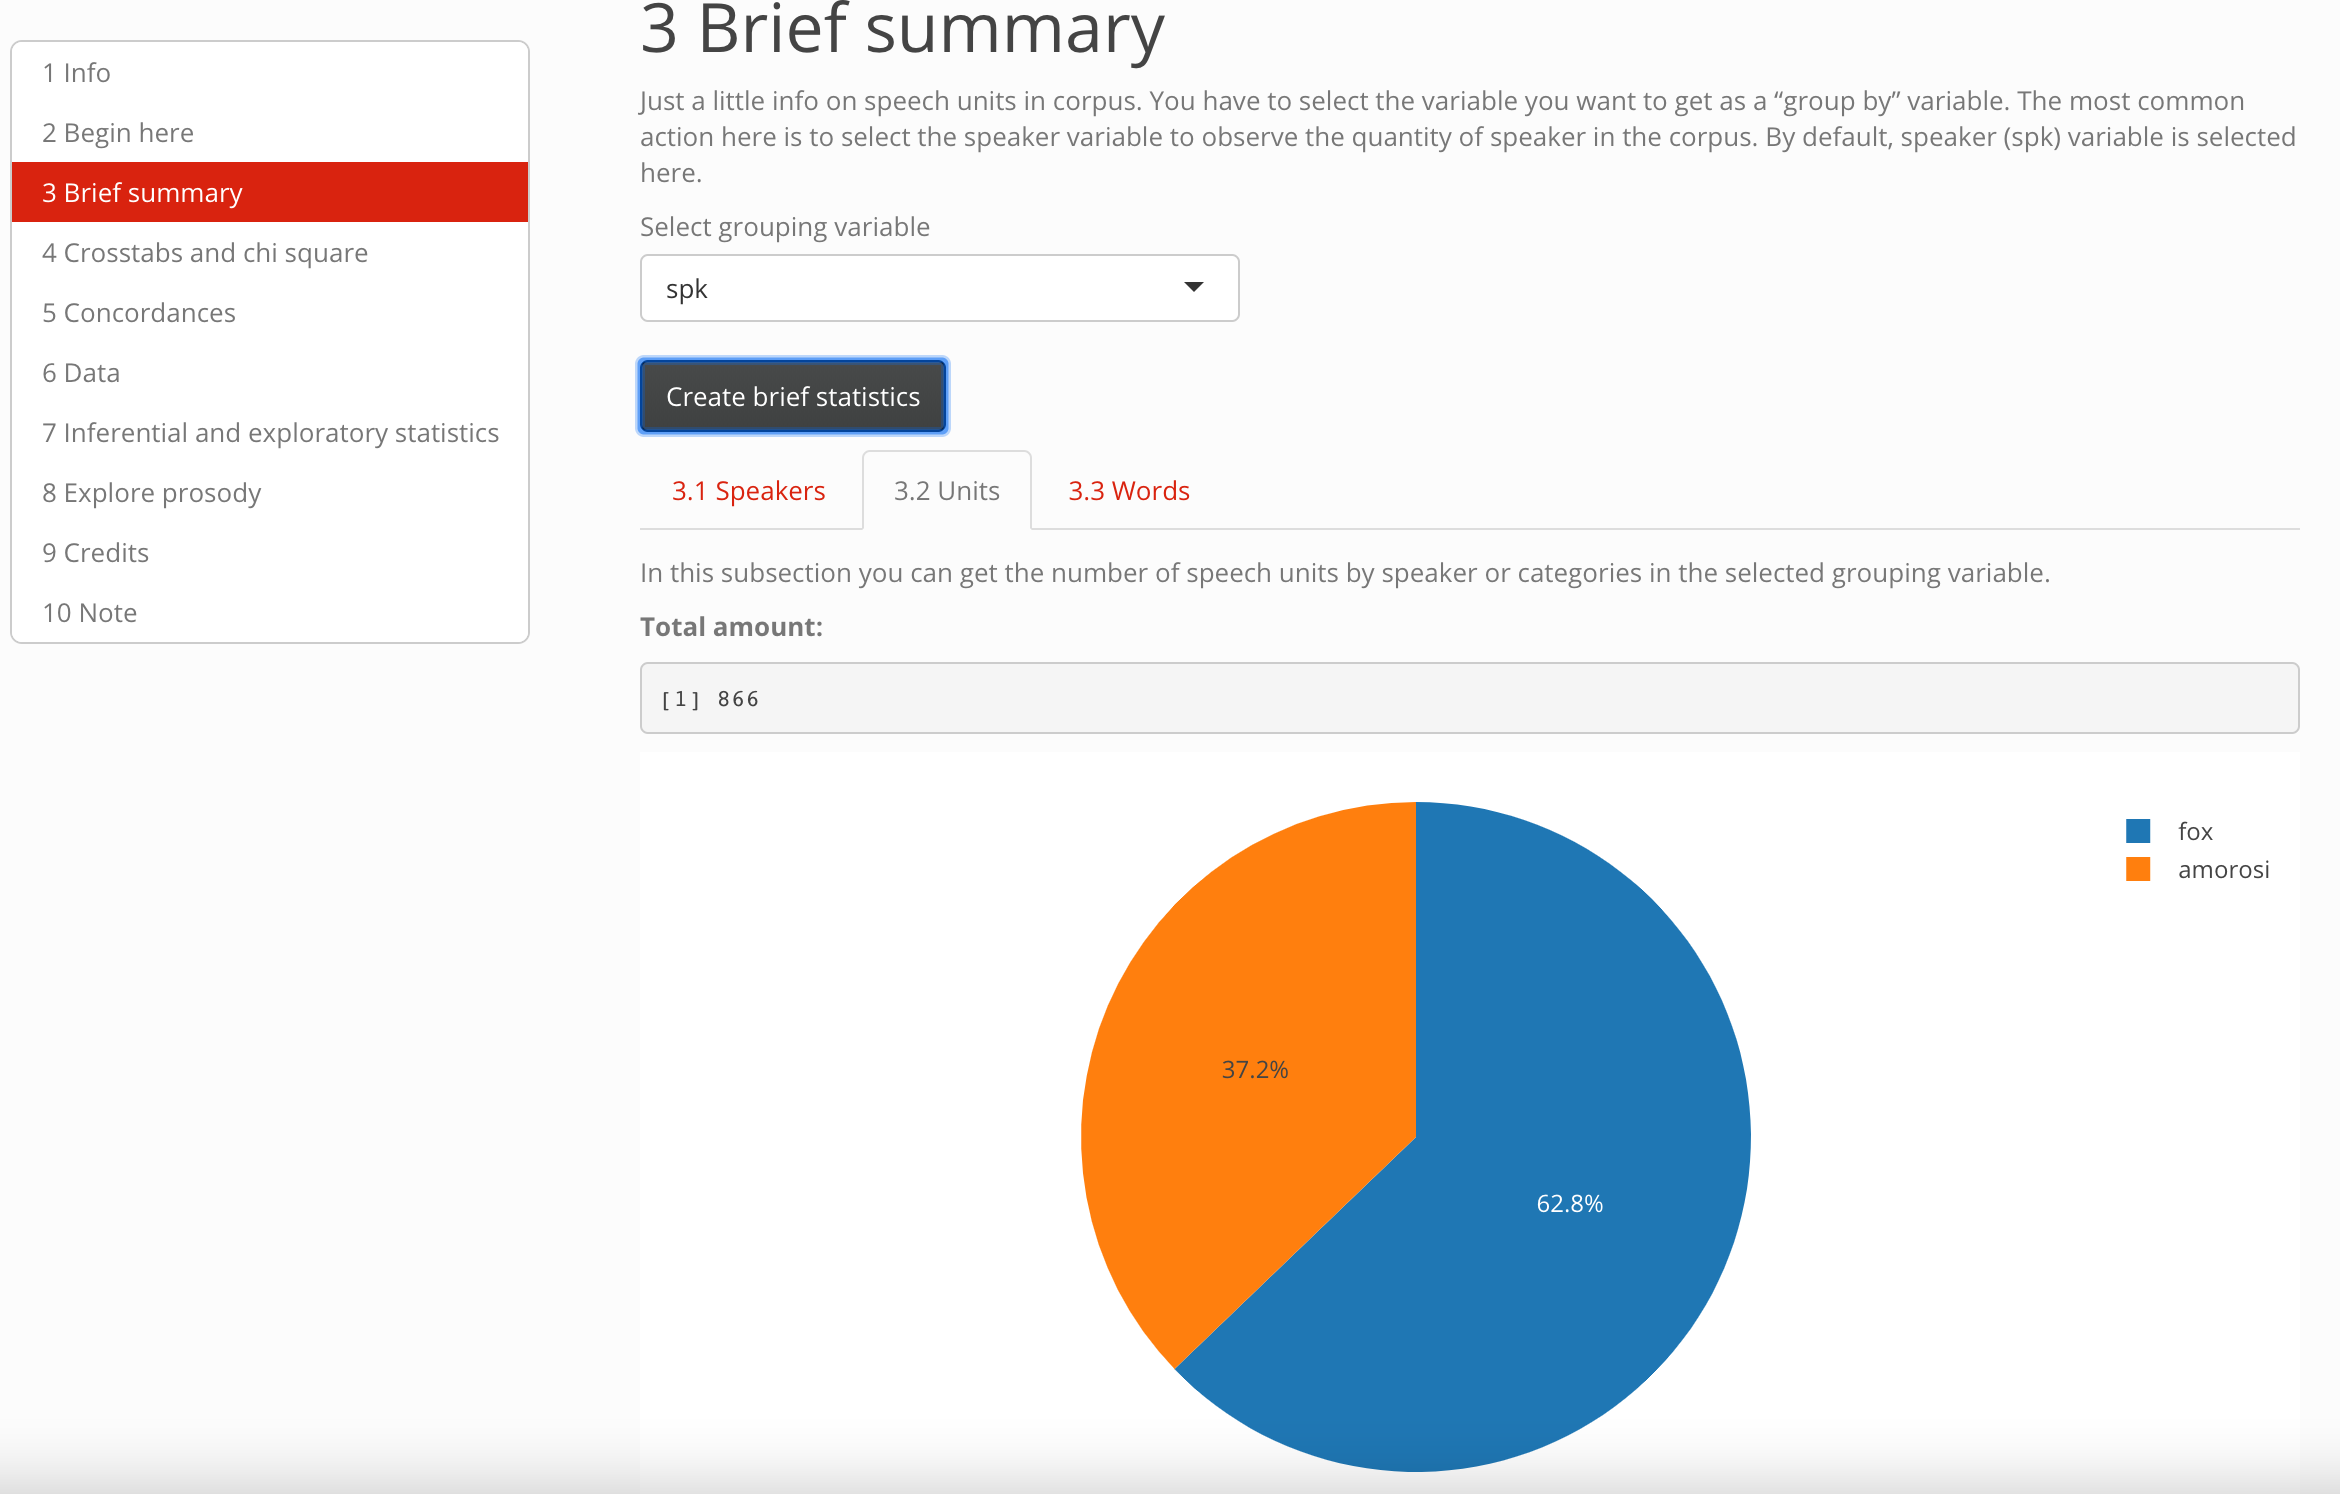 1 Info
2 Begin here
3 Brief summary
4 Crosstabs and chi square
5 Concordances
6 Data
7 Inferential and exploratory statistics
8 Explore prosody
9 Credits
10 Note
3 Brief summary
Just a little info on speech units in corpus. You have to select the variable you want to get as a “group by” variable. The most common
action here is to select the speaker variable to observe the quantity of speaker in the corpus. By default, speaker (spk) variable is selected
here.
Select grouping variable
spk
Create brief statistics
3.1 Speakers
3.2 Units
3.3 Words
In this subsection you can get the number of speech units by speaker or categories in the selected grouping variable.
Total amount:
[1] 866
fox
amorosi
37.2%
62.8%